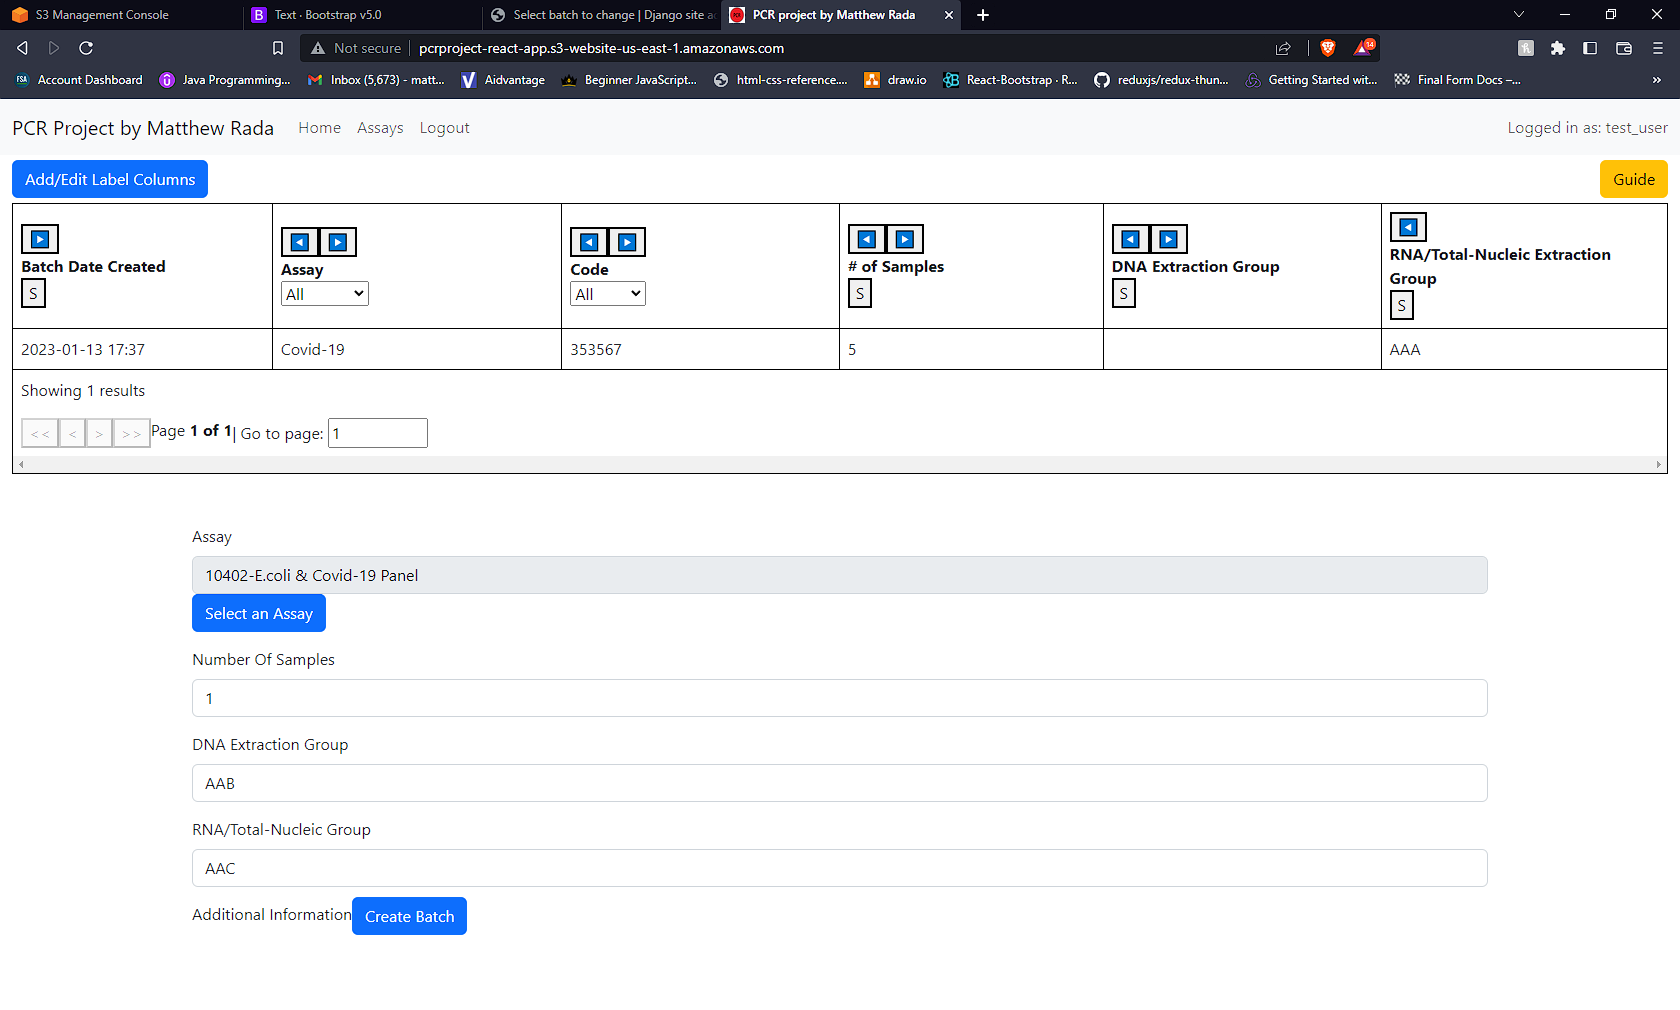 S3 Management Console
B Text · Bootstrap v5.0
Select batch to change | Django site a
PCR project by Matthew Rada
Not secure pcrproject-react-app.s3-website-us-east-1.amazonaws.com
14
FSA Account Dashboard Java Programming... Inbox (5,673) - matt... Aidvantage Beginner JavaScript... html-css-reference.... draw.io React-Bootstrap · R... reduxjs/redux-thun... Getting Started wit... Final Form Docs –... »
PCR Project by Matthew Rada Home Assays Logout Logged in as: test_user
Add/Edit Label Columns Guide
Batch Date Created
S
Assay
All
Code
All
# of Samples
S
DNA Extraction Group
S
RNA/Total-Nucleic Extraction
Group
S
2023-01-13 17:37 Covid-19 353567 5 AAA
Showing 1 results
<< < > >> Page 1 of 1 | Go to page: 1
Assay
10402-E.coli & Covid-19 Panel
Select an Assay
Number Of Samples
1
DNA Extraction Group
AAB
RNA/Total-Nucleic Group
AAC
Additional Information Create Batch